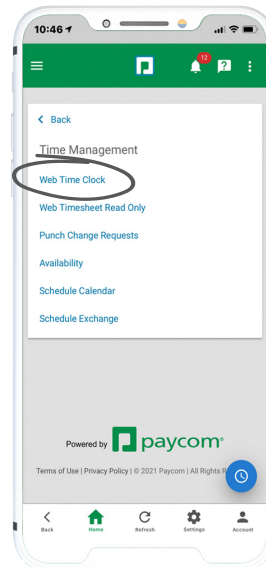 10:46
12
?
Back
Time Management
Web Time Clock
Web Timesheet Read Only
Punch Change Requests
Availability
Schedule Calendar
Schedule Exchange
Powered by paycom
Terms of Use | Privacy Policy | © 2021 Paycom | All Rights
Back Home Refresh Settings Account